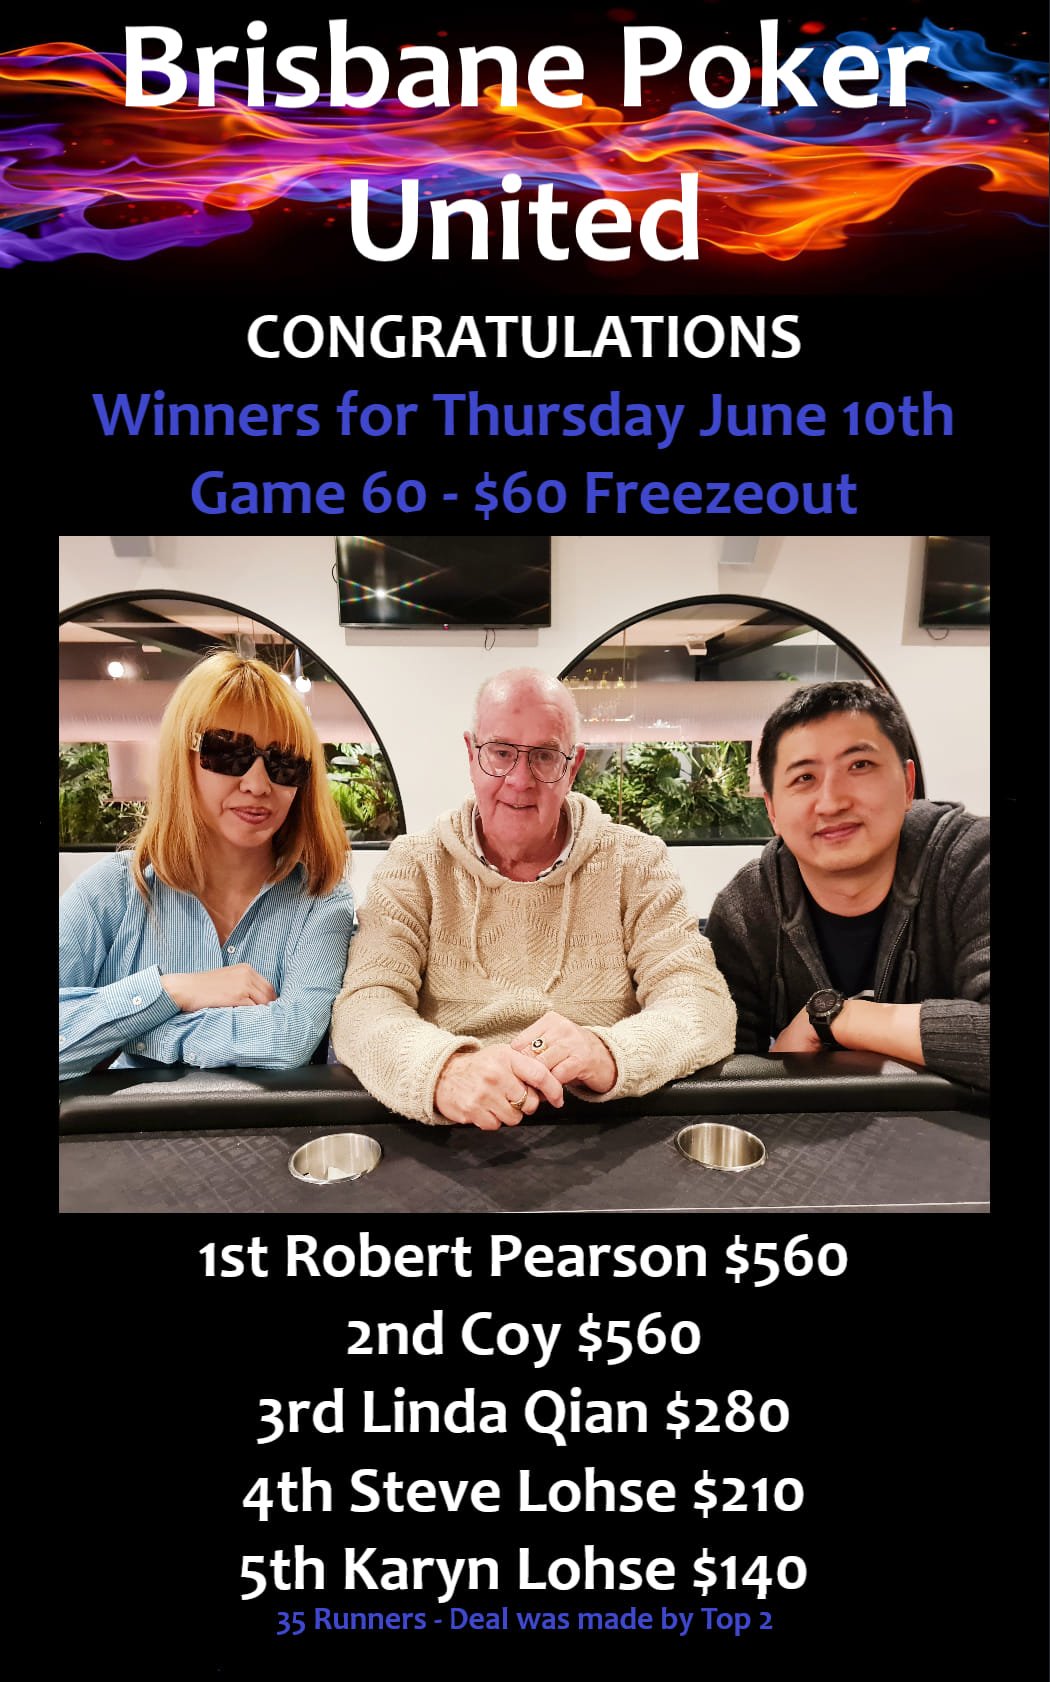 Brisbane Poker
United
CONGRATULATIONS
Winners for Thursday June 10th
Game 60 - $60 Freezeout
1st Robert Pearson $560
2nd Coy $560
3rd Linda Qian $280
4th Steve Lohse $210
5th Karyn Lohse $140
35 Runners - Deal was made by Top 2